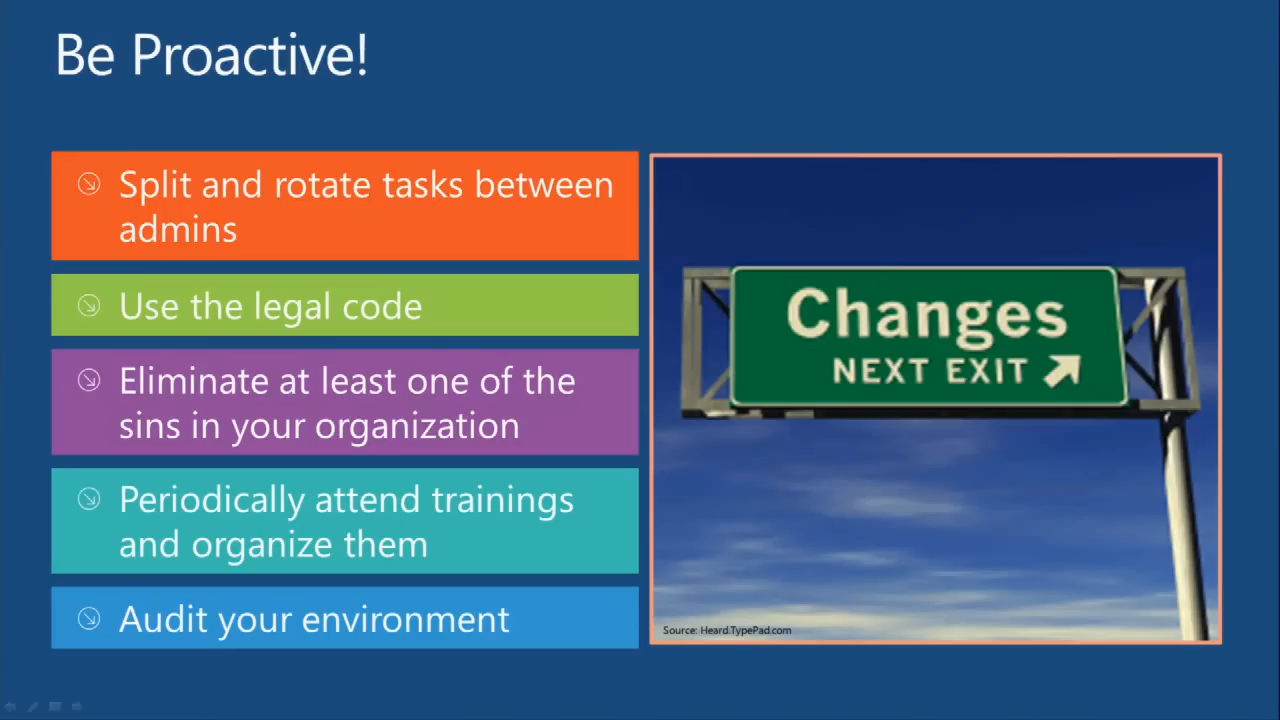 Be Proactive!
Split and rotate tasks between
admins
Use the legal code
Eliminate at least one of the
sins in your organization
Periodically attend trainings
and organize them
Audit your environment
Changes
NEXT EXIT
Source: Heard.TypePad.com